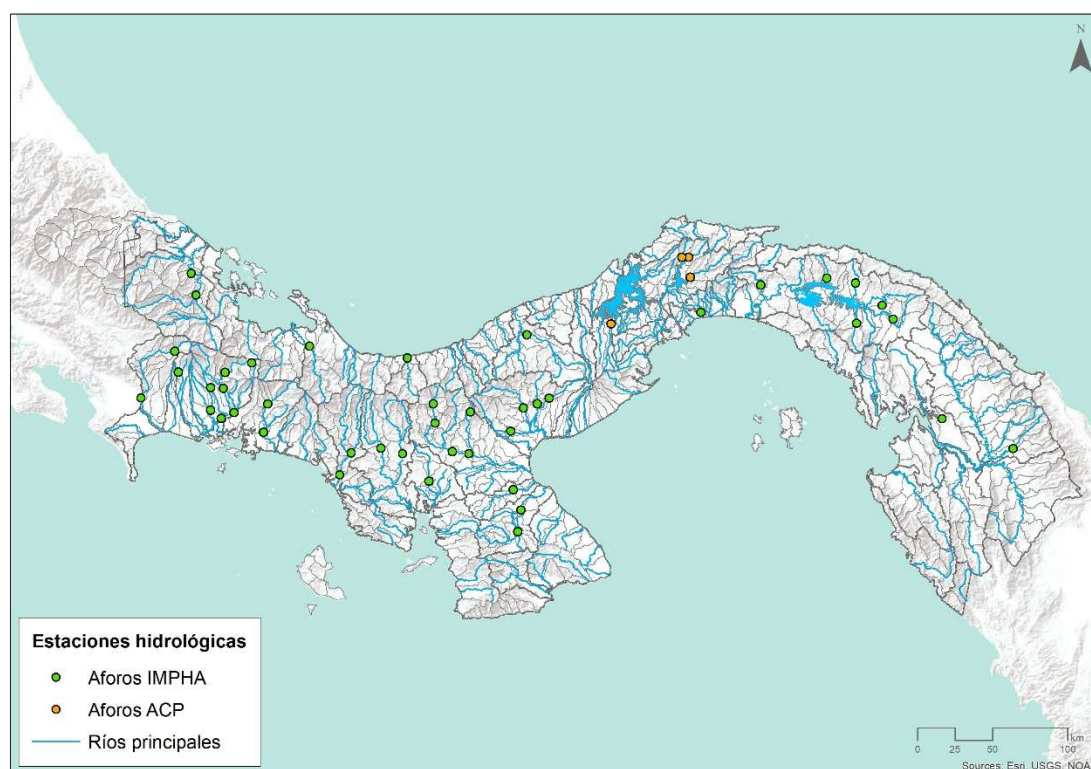 N
Estaciones hidrológicas
Aforos IMPHA
Aforos ACP
Ríos principales
km
0 25 50 100
Sources: Esri, USGS, NOAA